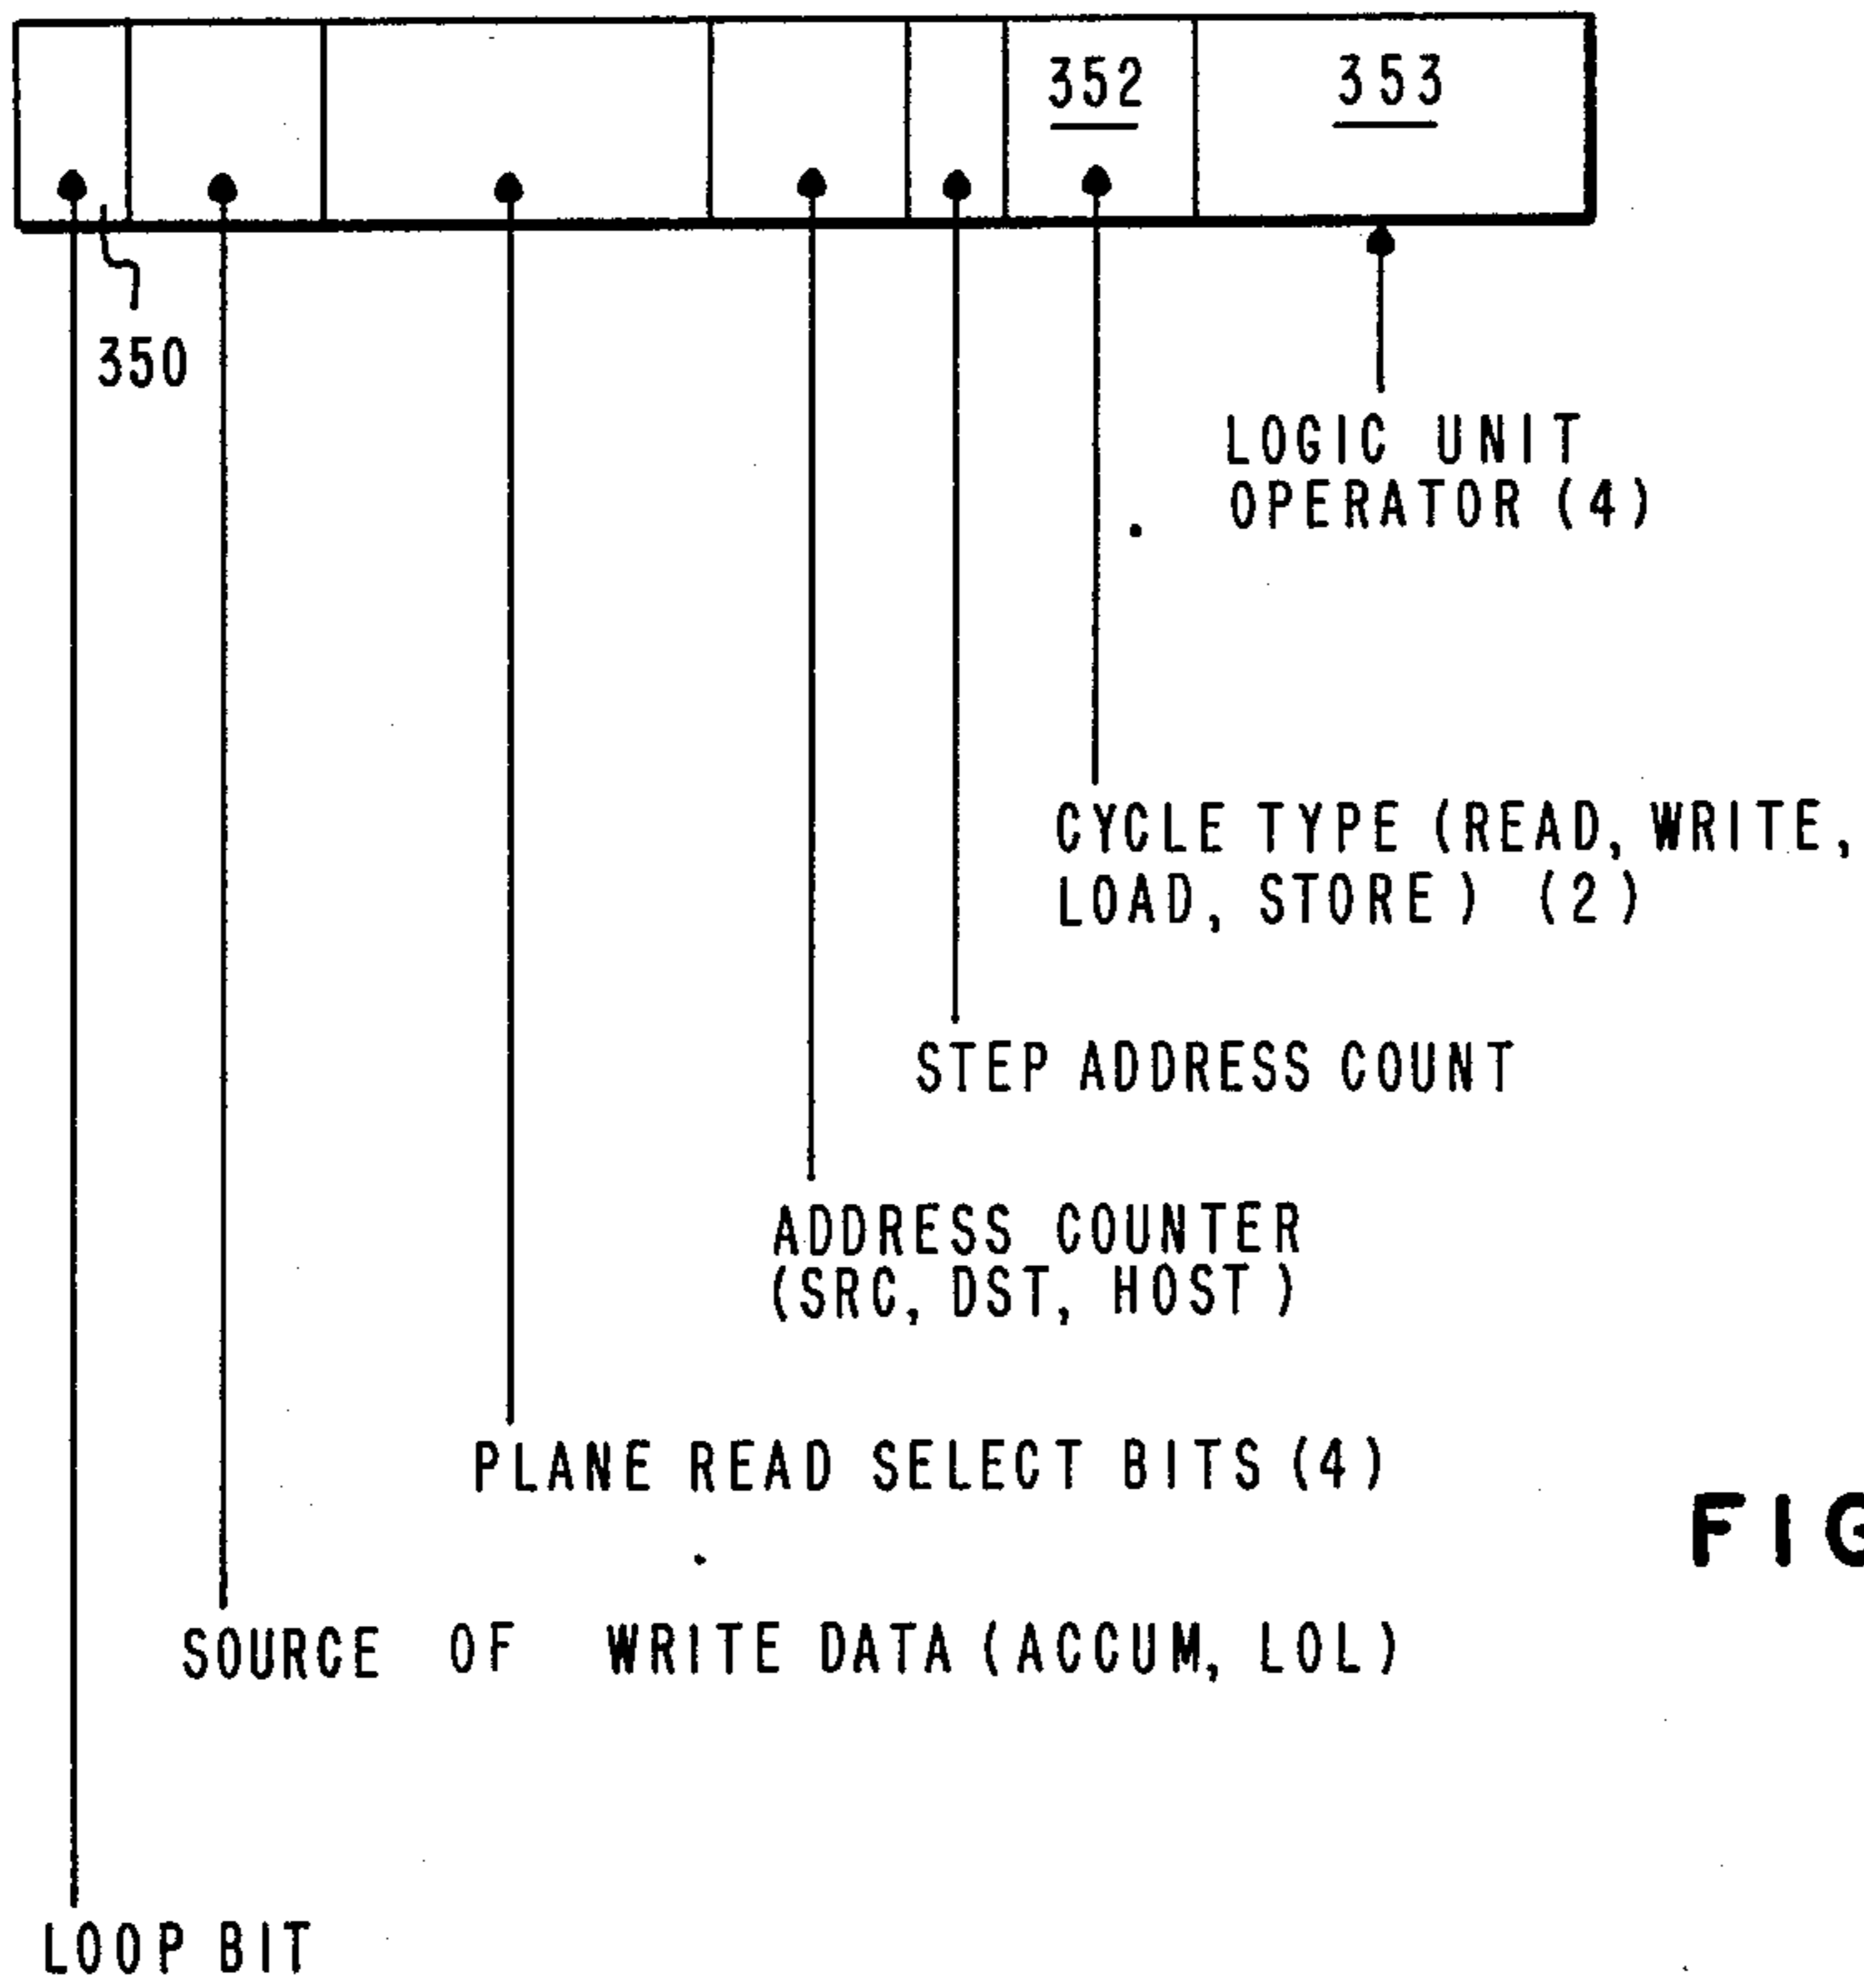 352
353
350
LOGIC UNIT
OPERATOR (4)
CYCLE TYPE (READ, WRITE,
LOAD, STORE) (2)
STEP ADDRESS COUNT
ADDRESS COUNTER
(SRC, DST, HOST)
PLANE READ SELECT BITS (4)
FIG
SOURCE OF WRITE DATA (ACCUM, LOL)
LOOP BIT